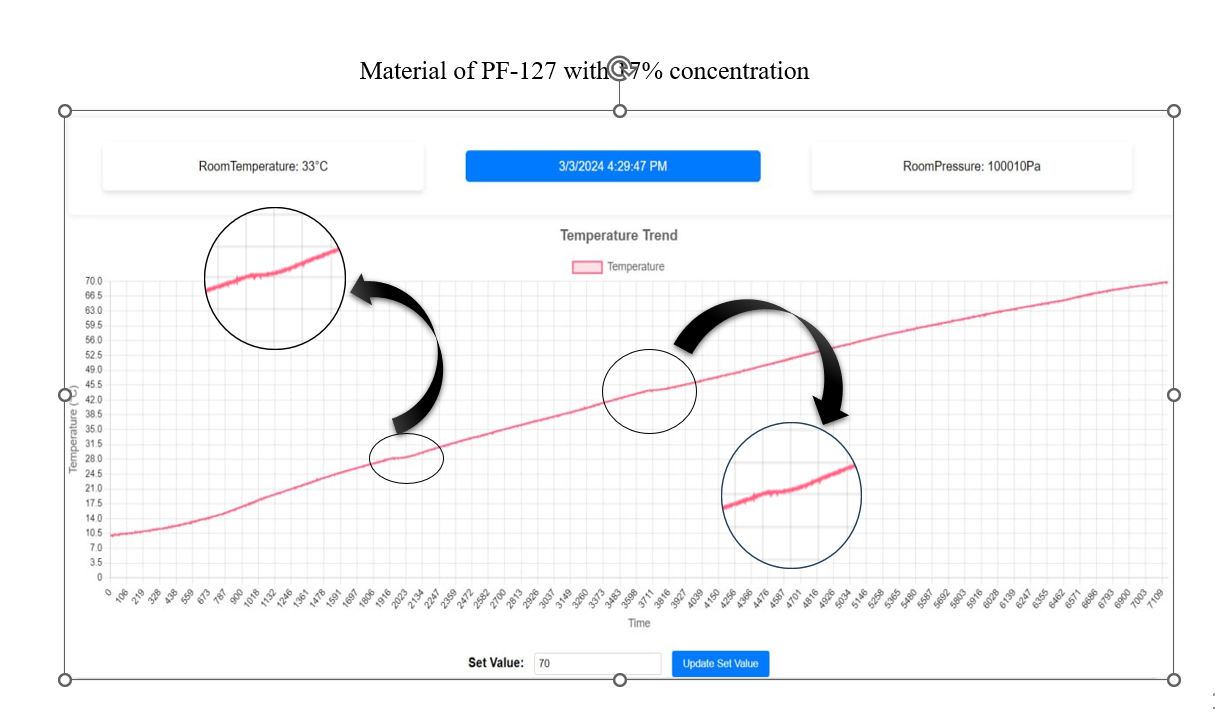 Material of PF-127 with 17% concentration
RoomTemperature: 33°C
3/3/2024 4:29:47 PM
RoomPressure: 100010Pa
Temperature Trend
Temperature
70.0
66.5
63.0
59.5
56.0
52.5
49.0
45.5
42.0
38.5
35.0
31.5
28.0
24.5
21.0
17.5
14.0
10.5
7.0
3.5
0
Temperature (°C)
0 106 219 328 438 559 673 787 900 1018 1132 1246 1361 1478 1591 1697 1806 1916 2023 2134 2247 2359 2472 2582 2700 2813 2926 3037 3149 3260 3373 3483 3598 3711 3816 3927 4039 4150 4256 4366 4476 4587 4701 4816 4926 5034 5146 5258 5365 5480 5587 5692 5803 5916 6028 6139 6247 6355 6462 6571 6686 6793 6900 7003 7109
Time
Set Value: 70 Update Set Value